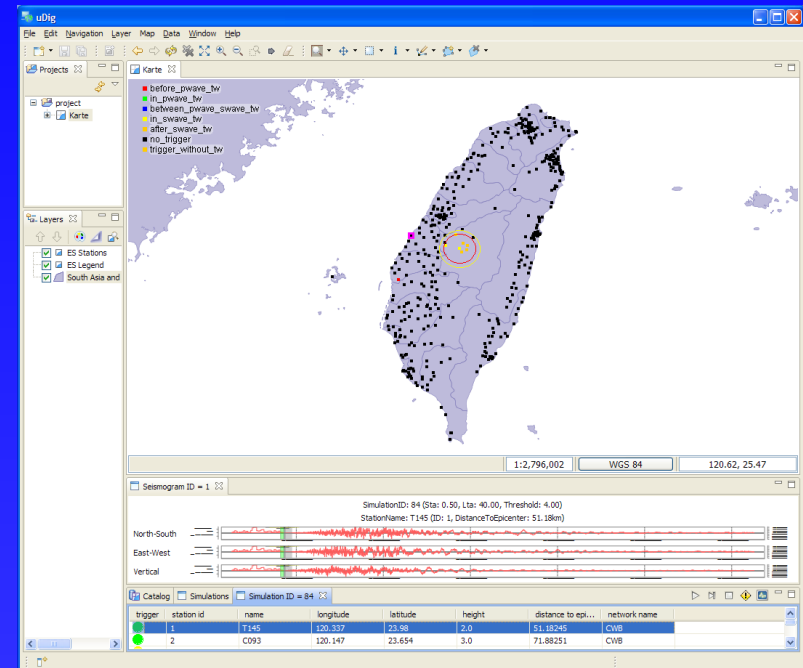 uDig
File Edit Navigation Layer Map Data Window Help
Projects
Karte
project
Karte
before_pwave_tw
in_pwave_tw
between_pwave_swave_tw
in_swave_tw
after_swave_tw
no_trigger
trigger_without_tw
Layers
ES Stations
ES Legend
South Asia and
1:2,796,002 WGS 84 120.62, 25.47
Seismogram ID = 1
SimulationID: 84 (Sta: 0.50, Lta: 40.00, Threshold: 4.00)
StationName: T145 (ID: 1, DistanceToEpicenter: 51.18km)
North-South
East-West
Vertical
Catalog Simulations Simulation ID = 84
trigger station id name longitude latitude height distance to epi... network name
1 T145 120.337 23.98 2.0 51.18245 CWB
2 C093 120.147 23.654 3.0 71.88251 CWB